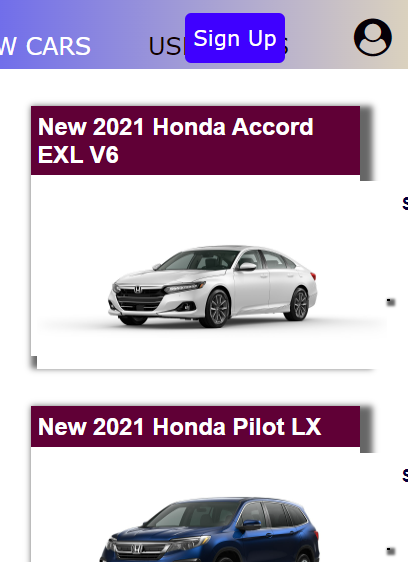 W CARS
Sign Up
New 2021 Honda Accord
EXL V6
New 2021 Honda Pilot LX